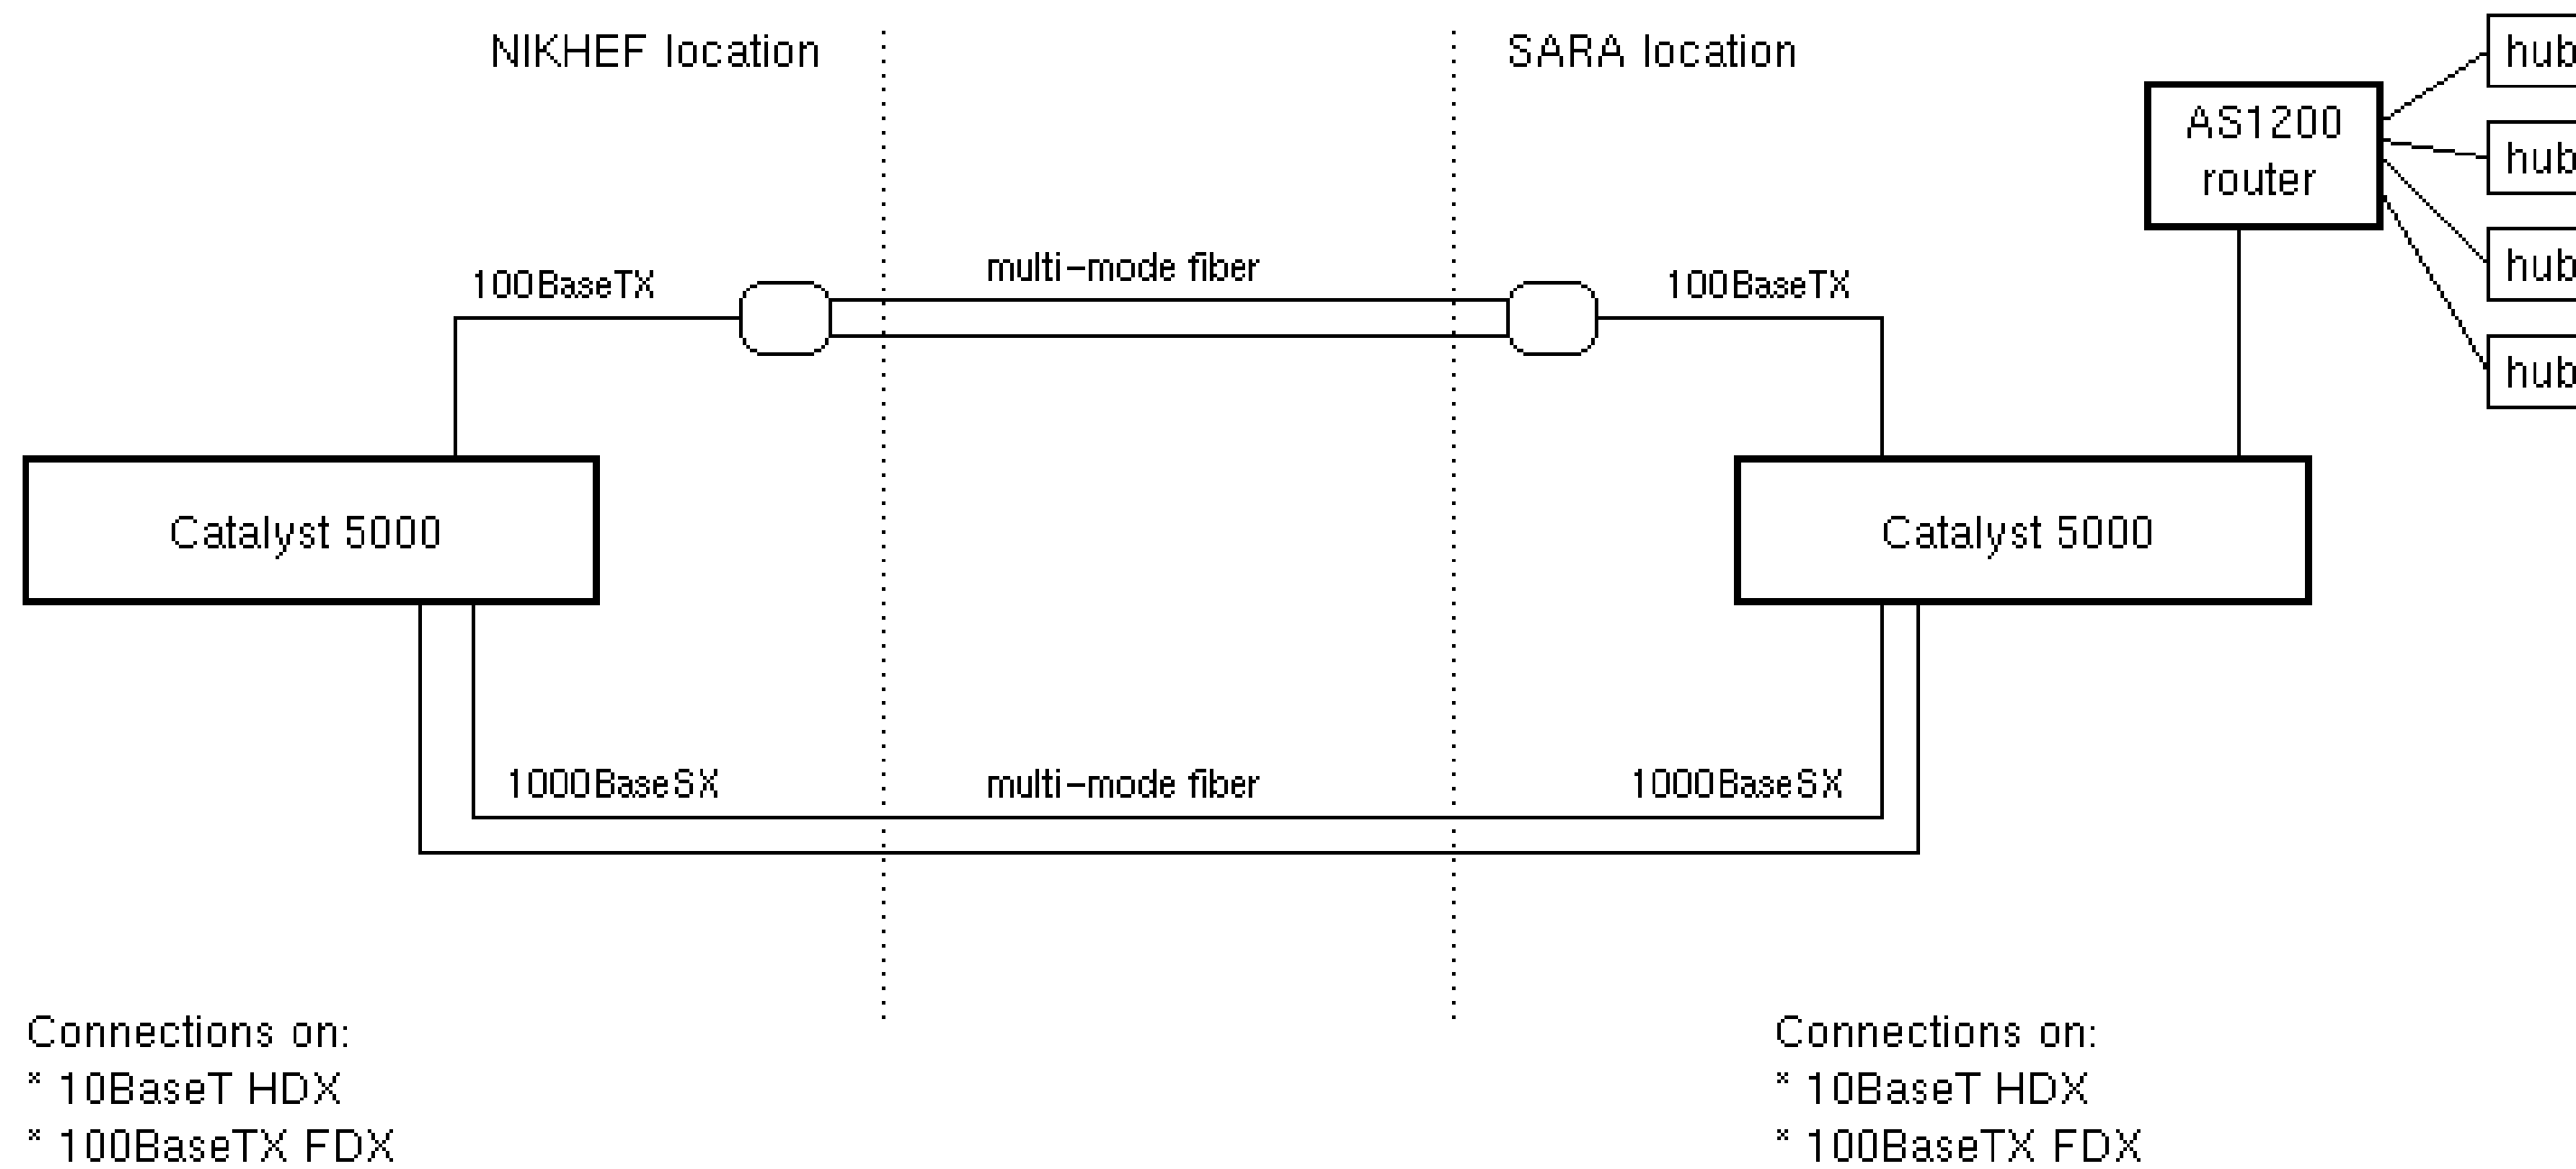 NIKHEF location
SARA location
hub
AS1200
router
hub
hub
hub
100BaseTX
multi-mode fiber
100BaseTX
Catalyst 5000
Catalyst 5000
1000BaseSX
multi-mode fiber
1000BaseSX
Connections on:
* 10BaseT HDX
* 100BaseTX FDX
Connections on:
* 10BaseT HDX
* 100BaseTX FDX